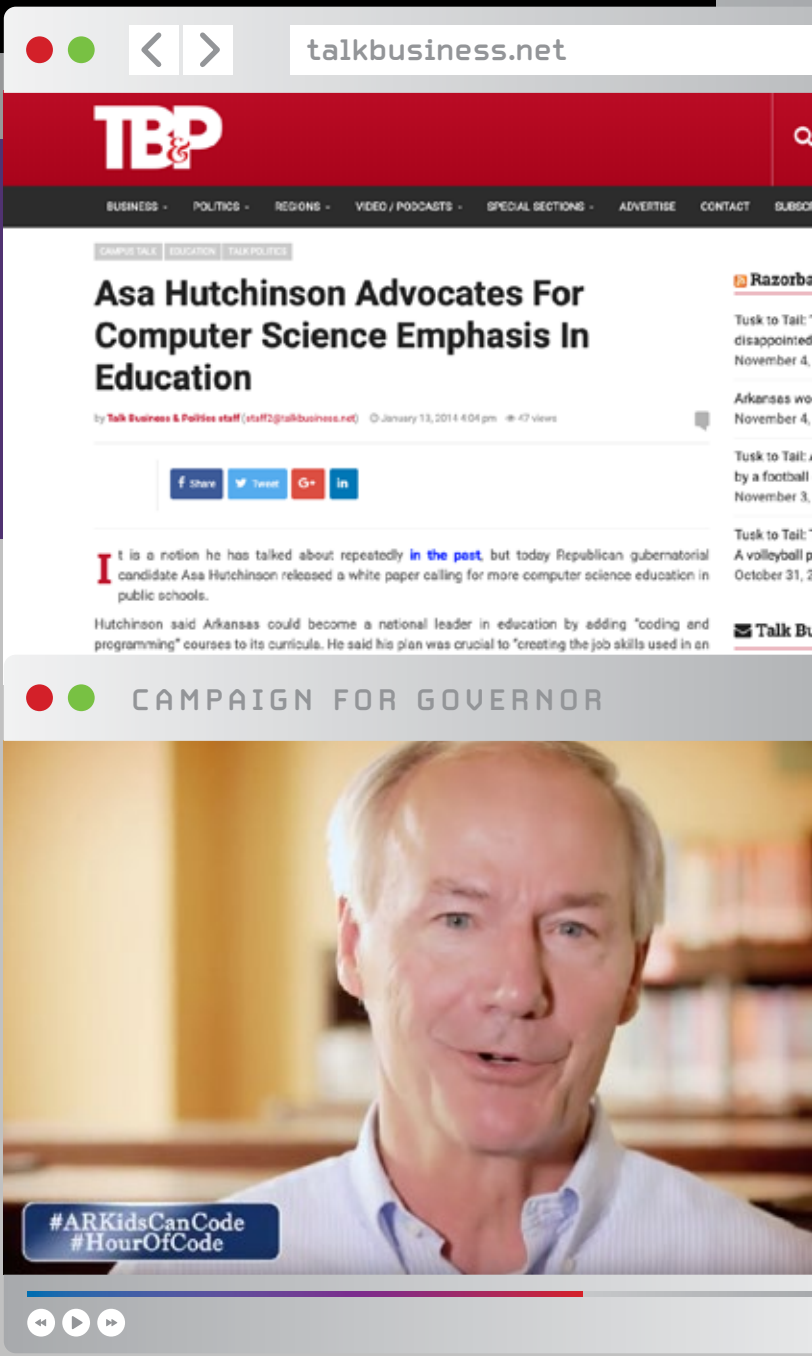 talkbusiness.net
TB&P
BUSINESS
POLITICS
REGIONS
VIDEO / PODCASTS
SPECIAL SECTIONS
ADVERTISE
CONTACT
CAMPUS TALK
EDUCATION
TALK POLITICS
Asa Hutchinson Advocates For
Computer Science Emphasis In
Education
by Talk Business & Politics staff (staff2@talkbusiness.net) January 13, 2014 4:04 pm 47 views
f Share
Tweet
G+
in
It is a notion he has talked about repeatedly in the past, but today Republican gubernatorial
candidate Asa Hutchinson released a white paper calling for more computer science education in
public schools.
Hutchinson said Arkansas could become a national leader in education by adding "coding and
programming" courses to its curricula. He said his plan was crucial to "creating the job skills used in an
Razorba
Tusk to Tail:
disappointed
November 4,
Arkansas wo
November 4,
Tusk to Tail:
by a football
November 3,
Tusk to Tail:
A volleyball p
October 31, 2
Talk Bu
CAMPAIGN FOR GOVERNOR
#ARKidsCanCode
#HourOfCode